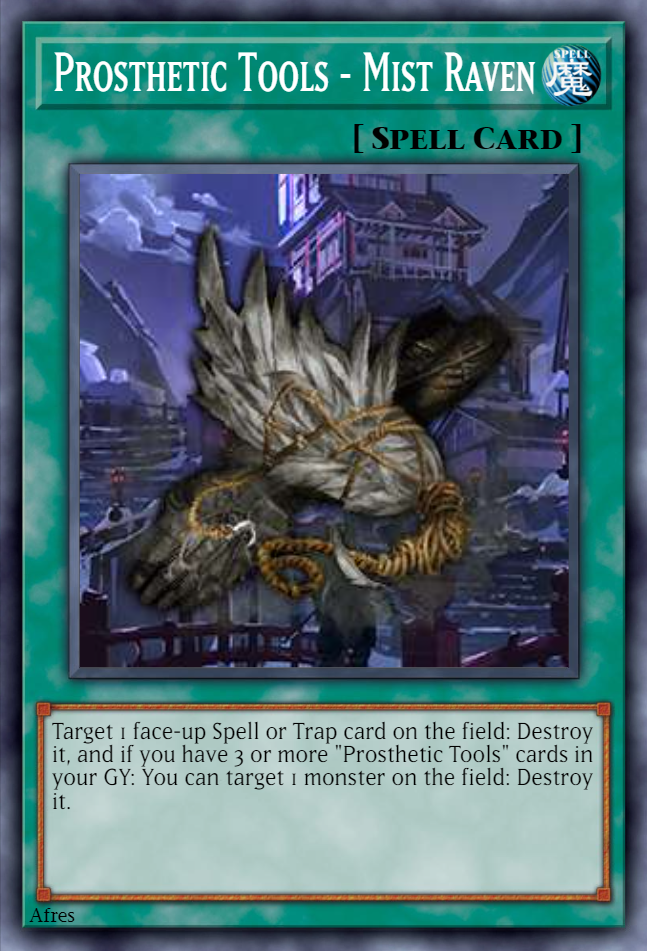 Prosthetic Tools - Mist Raven
SPELL
魔
[ Spell Card ]
Target 1 face-up Spell or Trap card on the field: Destroy
it, and if you have 3 or more "Prosthetic Tools" cards in
your GY: You can target 1 monster on the field: Destroy
it.
Afres